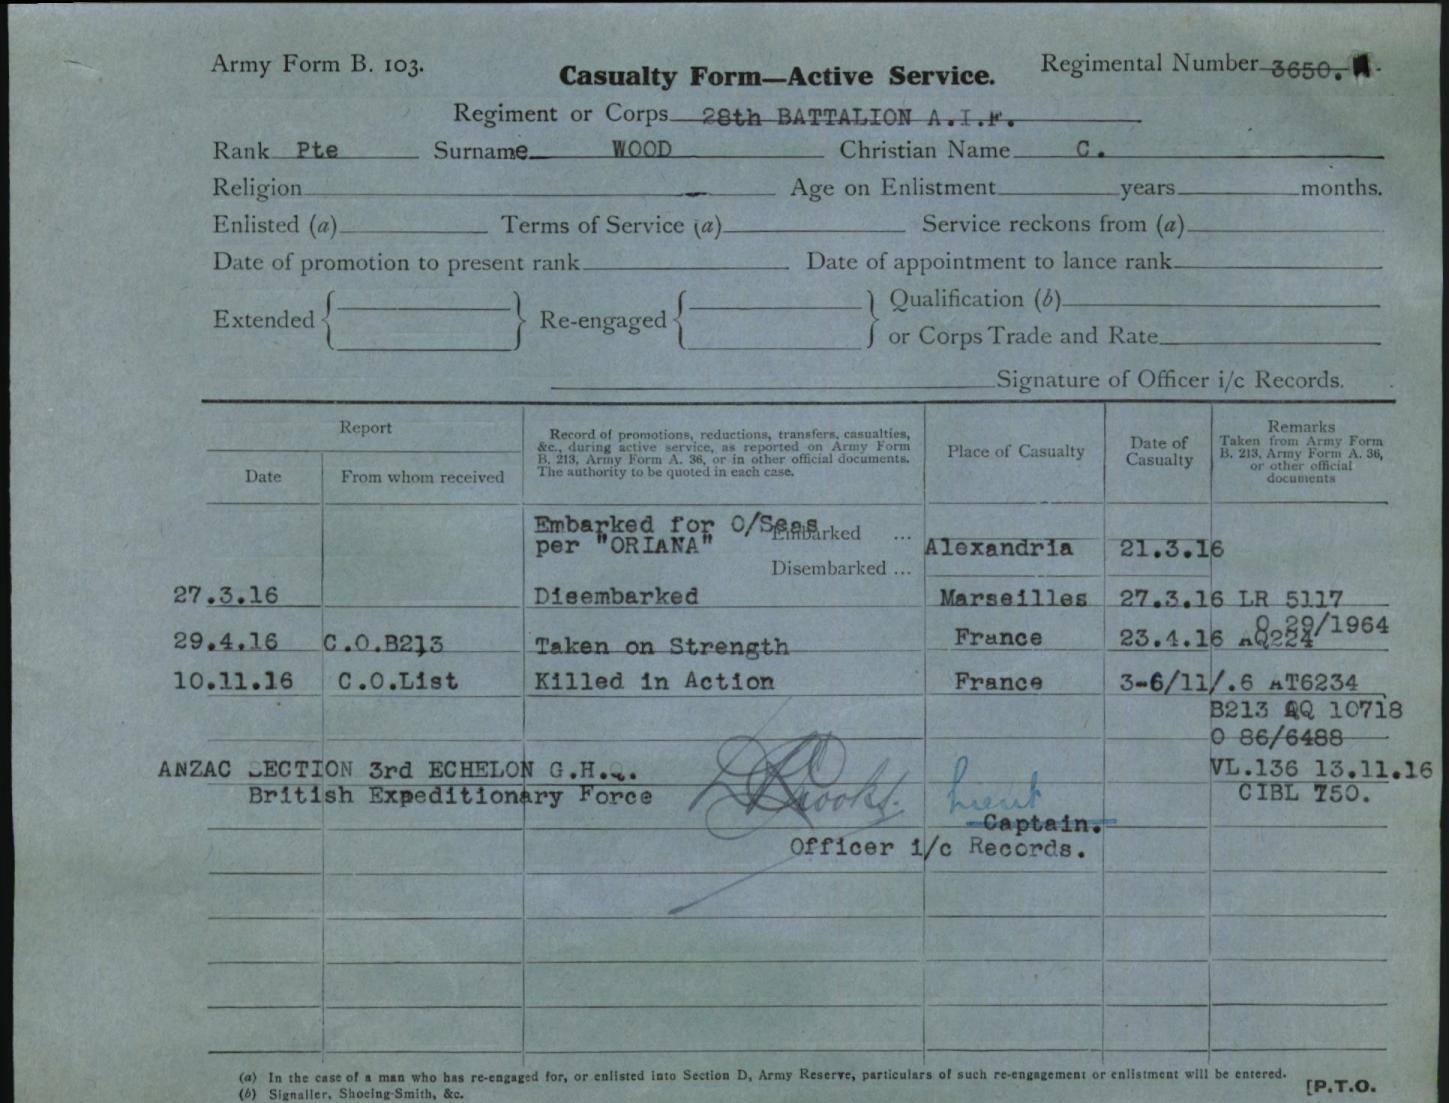 Army Form B. 103.
Casualty Form—Active Service.
Regimental Number 3650.
Regiment or Corps 28th BATTALION A.I.F.
Rank Pte Surname WOOD Christian Name C.
Religion Age on Enlistment years months.
Enlisted (a) Terms of Service (a) Service reckons from (a)
Date of promotion to present rank Date of appointment to lance rank
Extended { } Re-engaged { } Qualification (b)
or Corps Trade and Rate
Signature of Officer i/c Records.
Report
Date
From whom received
Record of promotions, reductions, transfers, casualties,
&c., during active service, as reported on Army Form
B. 213, Army Form A. 36, or in other official documents.
The authority to be quoted in each case.
Place of Casualty
Date of
Casualty
Remarks
Taken from Army Form
B. 213, Army Form A. 36,
or other official
documents
Embarked for O/Seas
per "ORIANA" Embarked ... Alexandria 21.3.16
Disembarked ...
27.3.16 Disembarked Marseilles 27.3.16 LR 5117
O 29/1964
29.4.16 C.O.B213 Taken on Strength France 23.4.16 AQ224
10.11.16 C.O.List Killed in Action France 3-6/11/.6 AT6234
B213 AQ 10718
O 86/6488
ANZAC SECTION 3rd ECHELON G.H.Q. VL.136 13.11.16
British Expeditionary Force Lieut CIBL 750.
Captain.
Officer i/c Records.
(a) In the case of a man who has re-engaged for, or enlisted into Section D, Army Reserve, particulars of such re-engagement or enlistment will be entered.
(b) Signaller, Shoeing-Smith, &c.
[P.T.O.